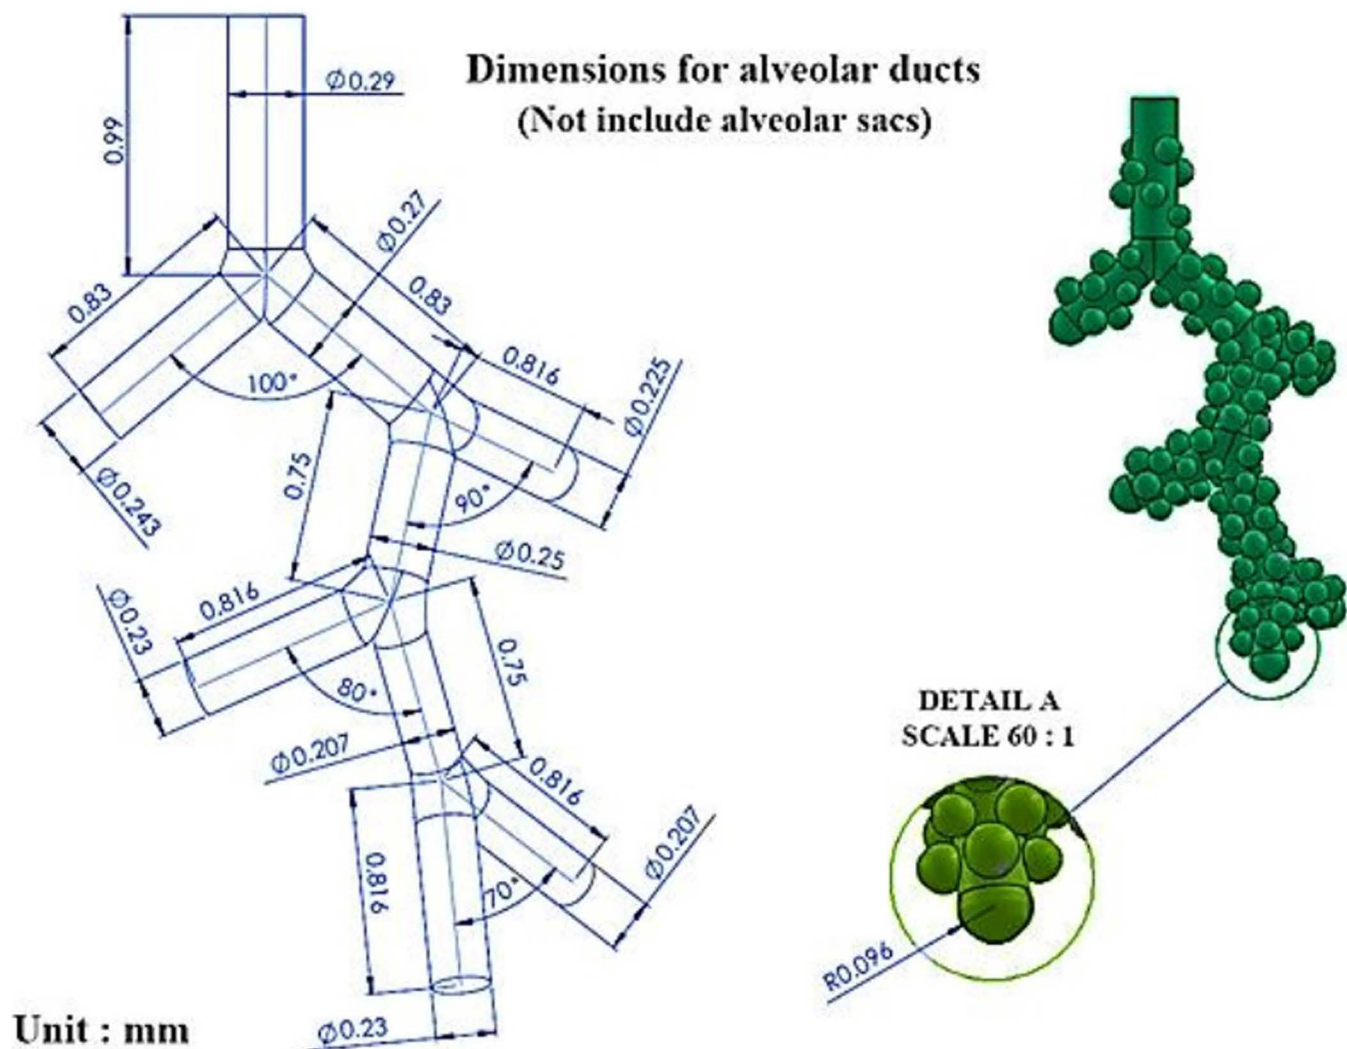 Dimensions for alveolar ducts
(Not include alveolar sacs)
Ø0.29
0.99
Ø0.27
0.83
0.83
0.816
Ø0.225
100°
0.75
90°
Ø0.243
Ø0.25
0.816
Ø0.23
0.75
80°
Ø0.207
0.816
Ø0.207
0.816
70°
Ø0.23
Unit : mm
DETAIL A
SCALE 60 : 1
R0.096